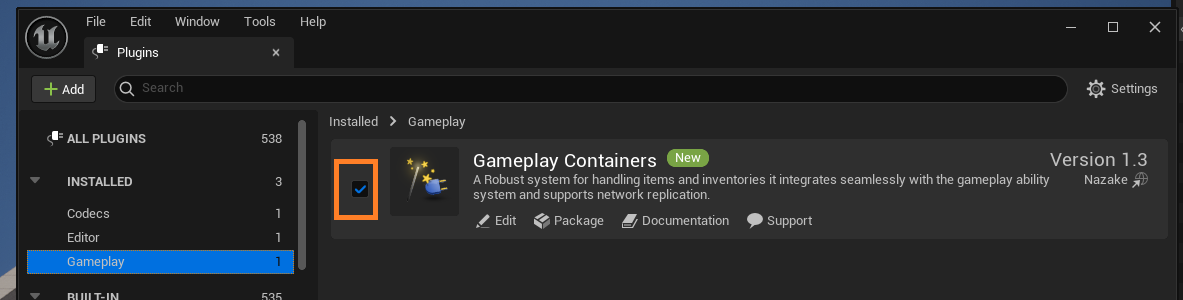 File Edit Window Tools Help
Plugins
Add Search Settings
ALL PLUGINS 538
INSTALLED 3
Codecs 1
Editor 1
Gameplay 1
BUILT-IN 535
Installed > Gameplay
Gameplay Containers New Version 1.3
A Robust system for handling items and inventories it integrates seamlessly with the gameplay ability Nazake
system and supports network replication.
Edit Package Documentation Support